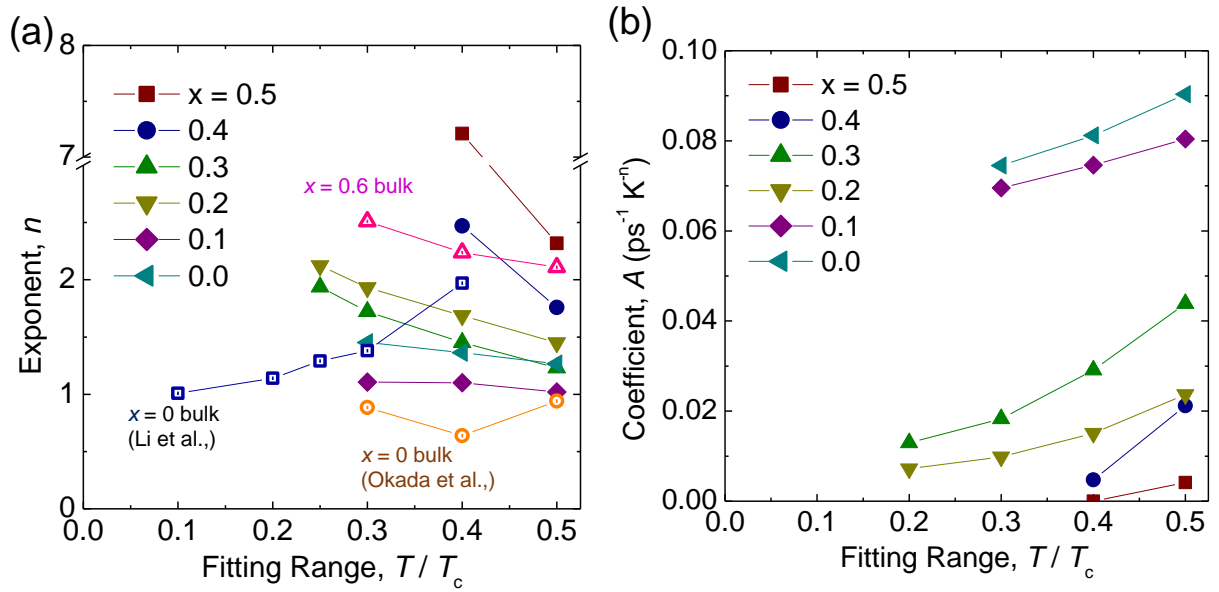 (a)
8
7
2
1
0
Exponent, n
x = 0.5
0.4
0.3
0.2
0.1
0.0
x = 0.6 bulk
x = 0 bulk
(Li et al.,)
x = 0 bulk
(Okada et al.,)
0.0 0.1 0.2 0.3 0.4 0.5
Fitting Range, T / Tc
(b)
0.10
0.08
0.06
0.04
0.02
0.00
Coefficient, A (ps⁻¹ K⁻ⁿ)
x = 0.5
0.4
0.3
0.2
0.1
0.0
0.0 0.1 0.2 0.3 0.4 0.5
Fitting Range, T / Tc